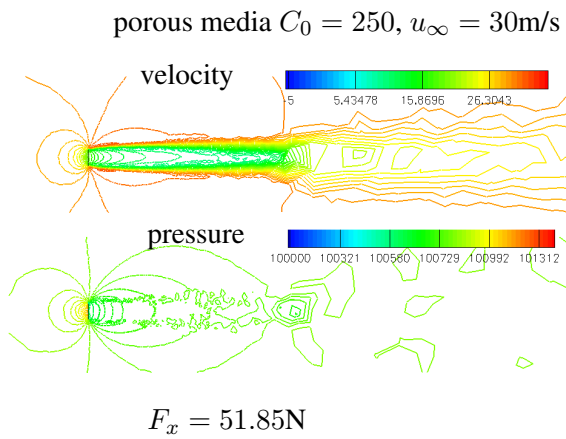 porous media C₀ = 250, u∞ = 30m/s
velocity
-5 5.43478 15.8696 26.3043
pressure
100000 100321 100580 100729 100992 101312
Fₓ = 51.85N